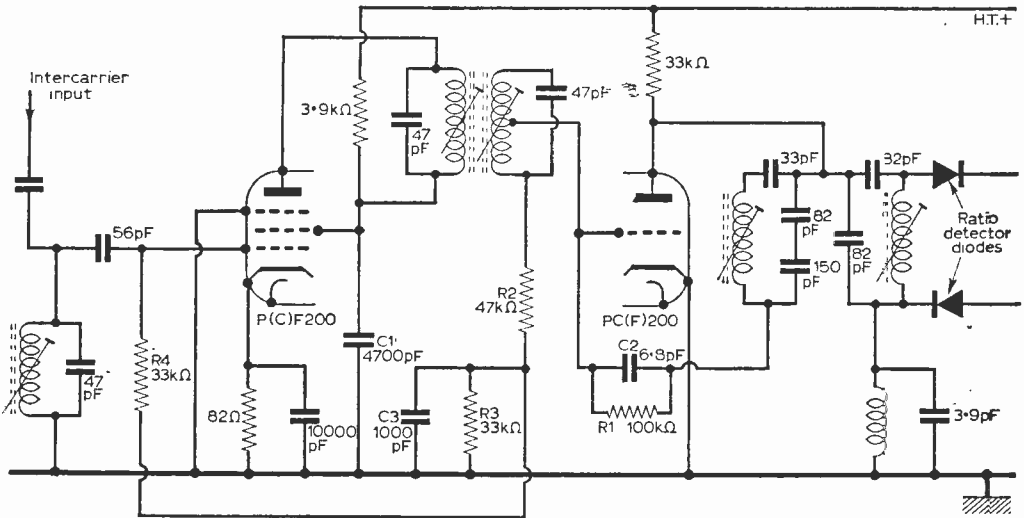 H.T.+
33kΩ
Intercarrier
input
3·9kΩ
47
pF
47pF
33pF
82pF
56pF
82
pF
82
pF
150
pF
Ratio
detector
diodes
P(C)F200
R2
47kΩ
PC(F)200
C1
4700pF
C2
6·8pF
R4
33kΩ
47
pF
82Ω
10000
pF
C3
1000
pF
R3
33kΩ
R1 100kΩ
3·9pF